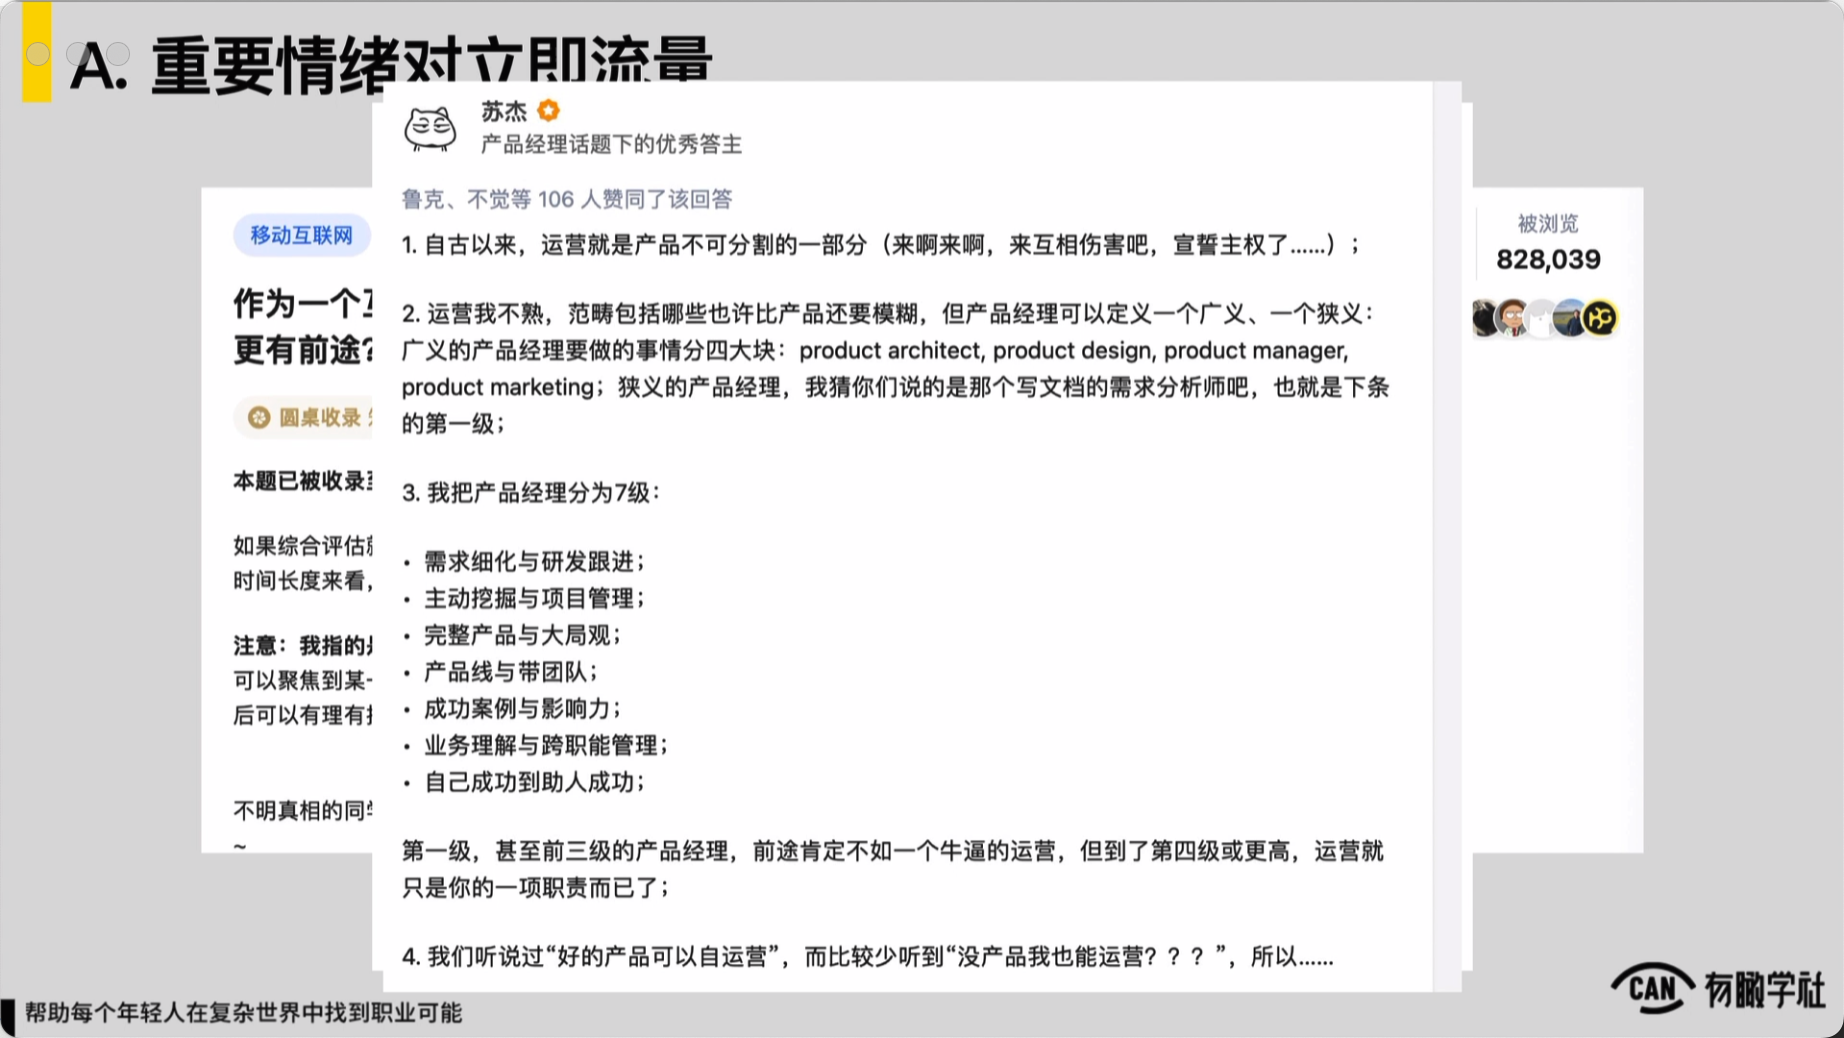 A. 重要情绪对立即流量
移动互联网
作为一个
更有前途?
圆桌收录
本题已被收录
如果综合评估
时间长度来看，
注意：我指的
可以聚焦到某一
后可以有理有
不明真相的同
~
苏杰
产品经理话题下的优秀答主
鲁克、不觉等 106 人赞同了该回答
1. 自古以来，运营就是产品不可分割的一部分（来啊来啊，来互相伤害吧，宣誓主权了......）；
2. 运营我不熟，范畴包括哪些也许比产品还要模糊，但产品经理可以定义一个广义、一个狭义：
广义的产品经理要做的事情分四大块：product architect, product design, product manager,
product marketing；狭义的产品经理，我猜你们说的是那个写文档的需求分析师吧，也就是下条
的第一级；
3. 我把产品经理分为7级：
• 需求细化与研发跟进；
• 主动挖掘与项目管理；
• 完整产品与大局观；
• 产品线与带团队；
• 成功案例与影响力；
• 业务理解与跨职能管理；
• 自己成功到助人成功；
第一级，甚至前三级的产品经理，前途肯定不如一个牛逼的运营，但到了第四级或更高，运营就
只是你的一项职责而已了；
4. 我们听说过“好的产品可以自运营”，而比较少听到“没产品我也能运营？？？”，所以......
被浏览
828,039
帮助每个年轻人在复杂世界中找到职业可能
CAN 有瞰学社